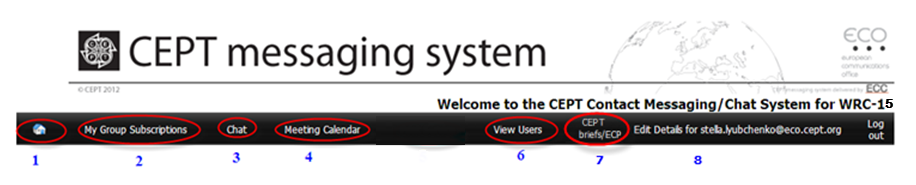 CEPT messaging system
ECO
european
communications
office
© CEPT 2012
CEPT messaging system delivered by ECC
Welcome to the CEPT Contact Messaging/Chat System for WRC-15
My Group Subscriptions
Chat
Meeting Calendar
View Users
CEPT
briefs/ECP
Edit Details for stella.lyubchenko@eco.cept.org
Log
out
1
2
3
4
6
7
8